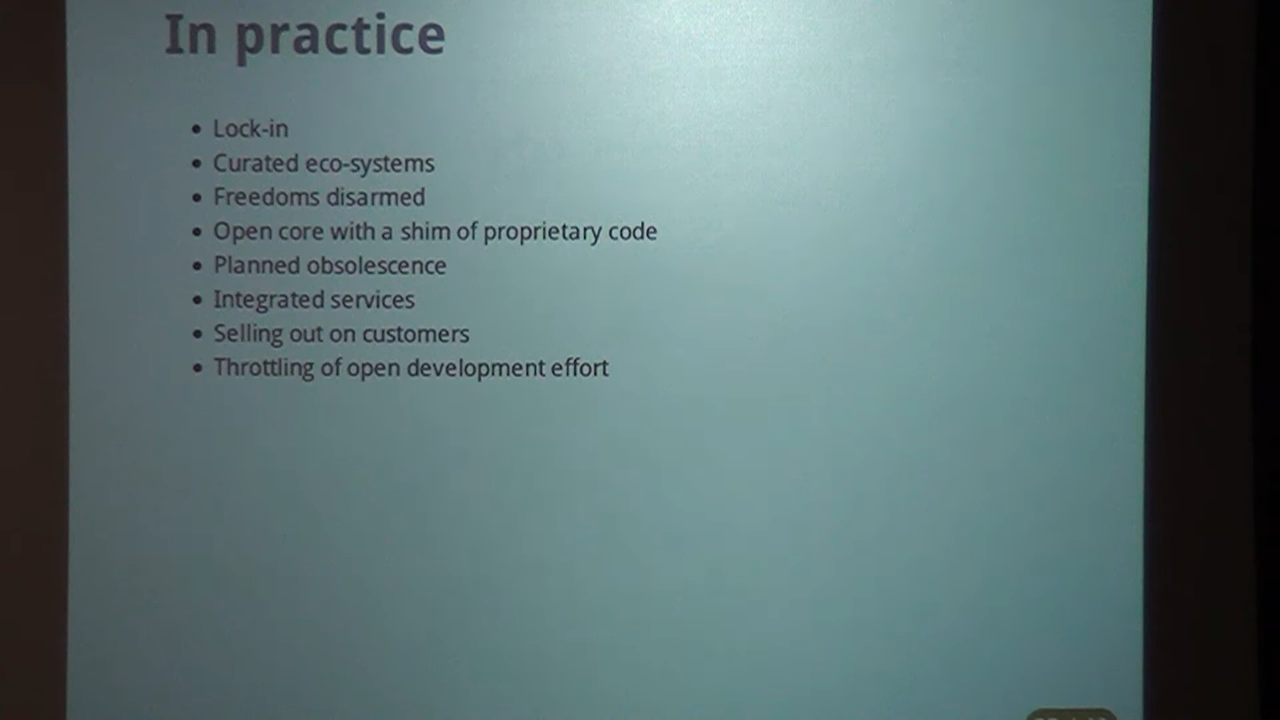 In practice
Lock-in
Curated eco-systems
Freedoms disarmed
Open core with a shim of proprietary code
Planned obsolescence
Integrated services
Selling out on customers
Throttling of open development effort